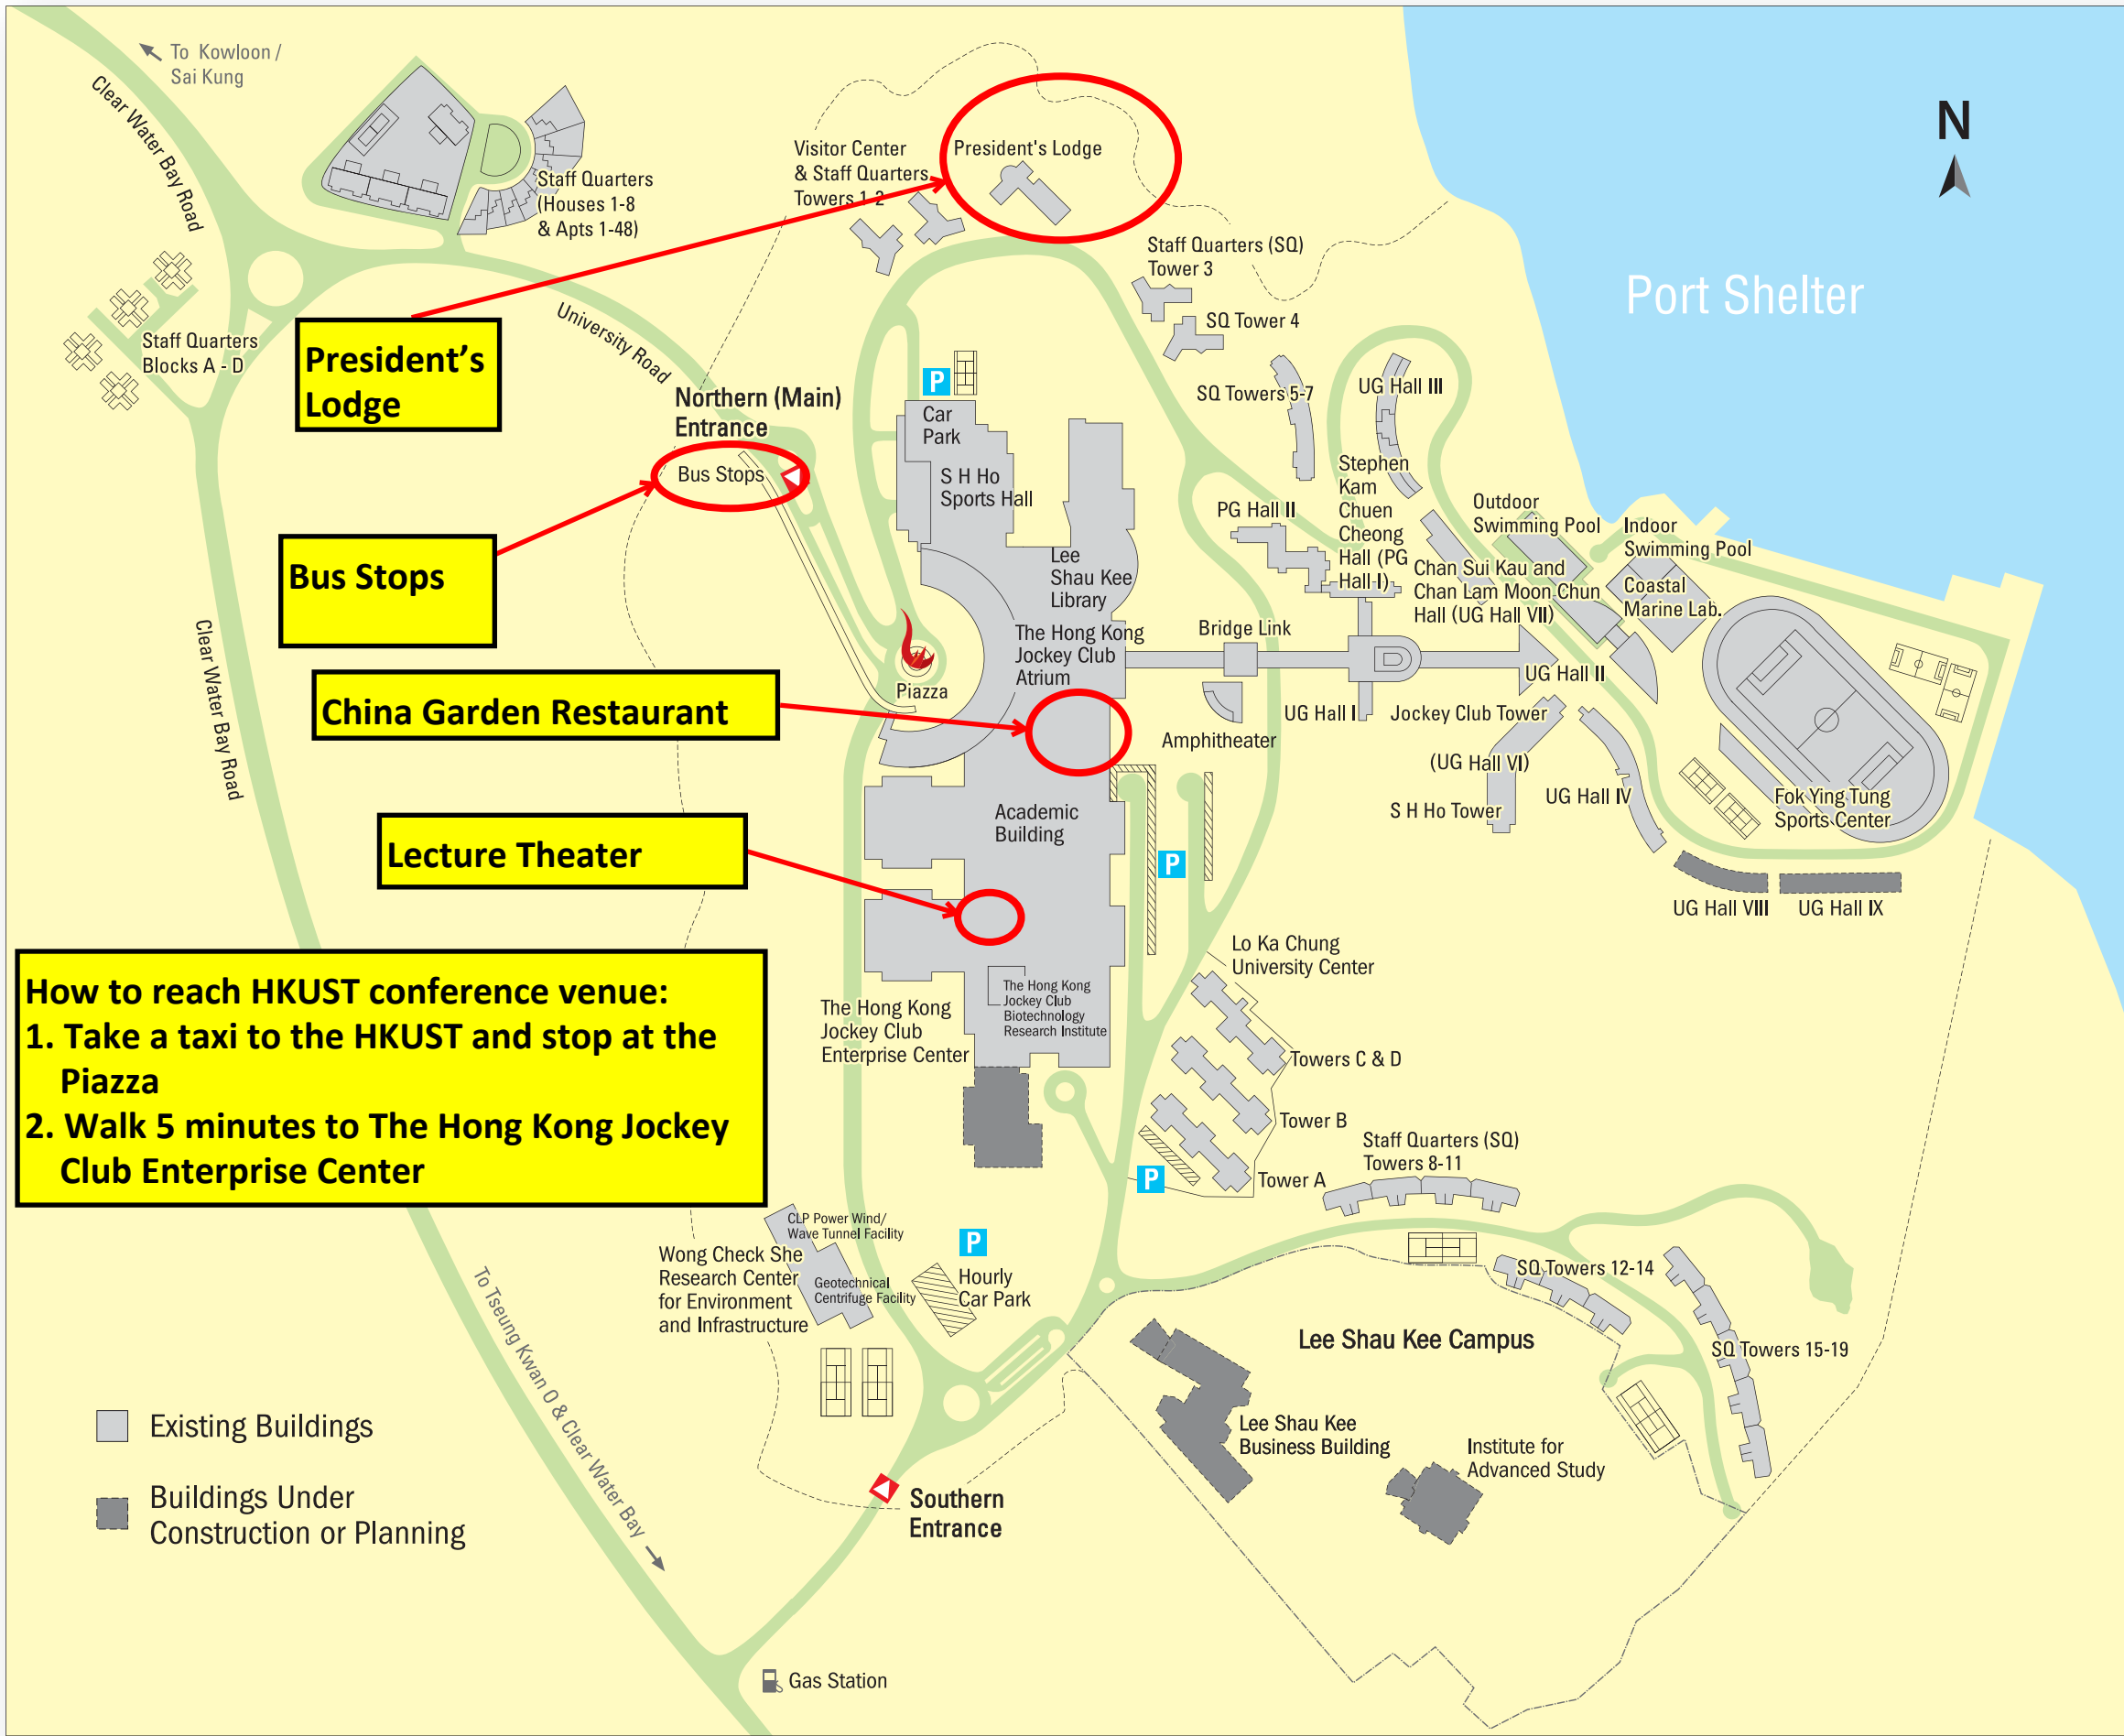 To Kowloon /
Sai Kung
Clear Water Bay Road
Staff Quarters
(Houses 1-8
& Apts 1-48)
Visitor Center
& Staff Quarters
Towers 1-2
President's Lodge
N
Staff Quarters (SQ)
Tower 3
SQ Tower 4
Port Shelter
Staff Quarters
Blocks A - D
President's
Lodge
University Road
Northern (Main)
Entrance
Bus Stops
P
Car
Park
S H Ho
Sports Hall
SQ Towers 5-7
UG Hall III
Stephen
Kam
Chuen
Cheong
Hall (PG
Hall I)
PG Hall II
Outdoor
Swimming Pool
Indoor
Swimming Pool
Chan Sui Kau and
Chan Lam Moon Chun
Hall (UG Hall VII)
Coastal
Marine Lab.
Bus Stops
Lee
Shau Kee
Library
The Hong Kong
Jockey Club
Atrium
Bridge Link
Clear Water Bay Road
Piazza
China Garden Restaurant
UG Hall I
UG Hall II
Jockey Club Tower
(UG Hall VI)
Amphitheater
S H Ho Tower
UG Hall IV
Fok Ying Tung
Sports Center
Academic
Building
Lecture Theater
P
UG Hall VIII
UG Hall IX
Lo Ka Chung
University Center
How to reach HKUST conference venue:
1. Take a taxi to the HKUST and stop at the
Piazza
2. Walk 5 minutes to The Hong Kong Jockey
Club Enterprise Center
The Hong Kong
Jockey Club
Biotechnology
Research Institute
The Hong Kong
Jockey Club
Enterprise Center
Towers C & D
Tower B
Tower A
P
Staff Quarters (SQ)
Towers 8-11
CLP Power Wind/
Wave Tunnel Facility
Wong Check She
Research Center
for Environment
and Infrastructure
Geotechnical
Centrifuge Facility
P
Hourly
Car Park
SQ Towers 12-14
SQ Towers 15-19
Lee Shau Kee Campus
To Tseung Kwan O & Clear Water Bay
Lee Shau Kee
Business Building
Institute for
Advanced Study
Existing Buildings
Buildings Under
Construction or Planning
Southern
Entrance
Gas Station